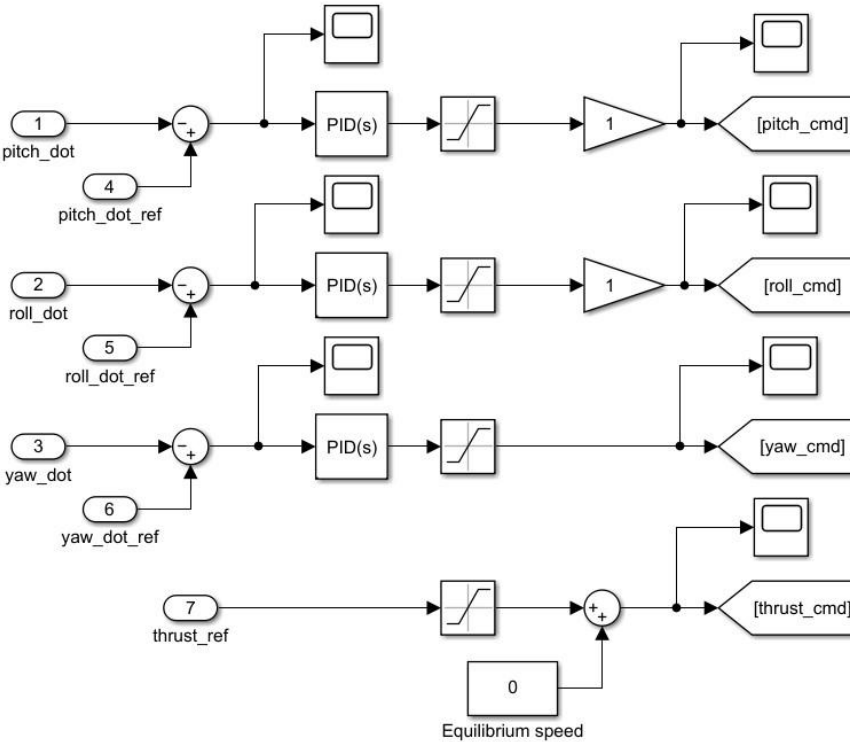 1
pitch_dot
−
+
PID(s)
1
[pitch_cmd]
4
pitch_dot_ref
2
roll_dot
−
+
PID(s)
1
[roll_cmd]
5
roll_dot_ref
3
yaw_dot
−
+
PID(s)
[yaw_cmd]
6
yaw_dot_ref
7
thrust_ref
+
+
[thrust_cmd]
0
Equilibrium speed